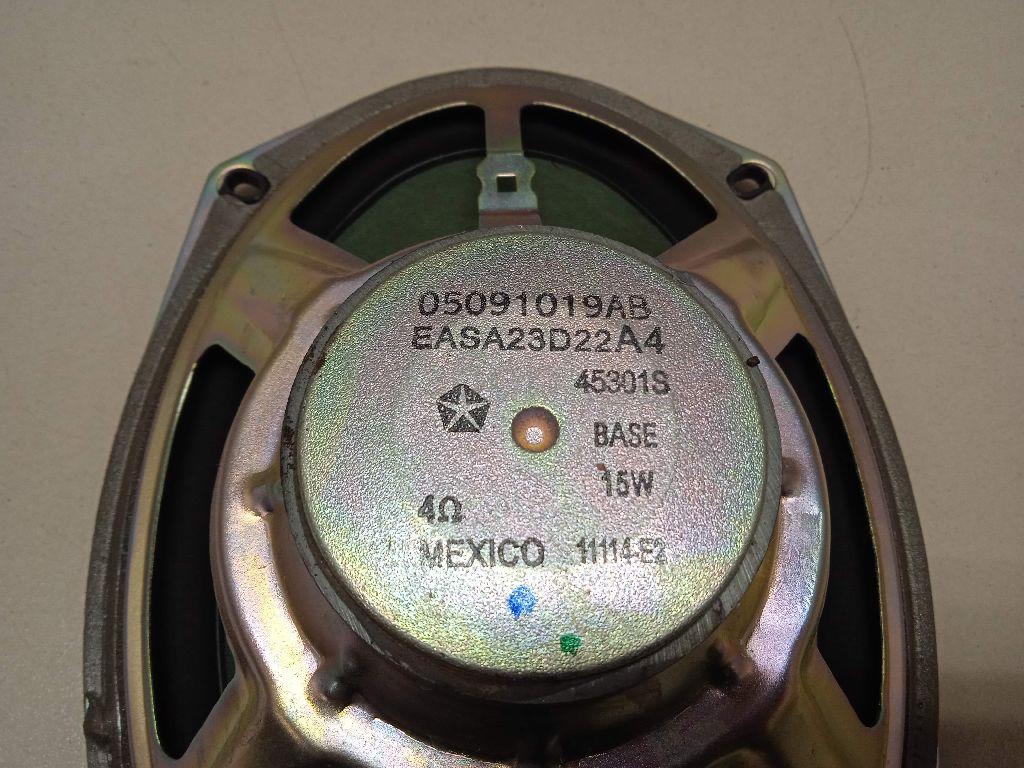 05091019AB
EASA23D22A4
45301S
BASE
15W
4Ω
MEXICO 11114-E2